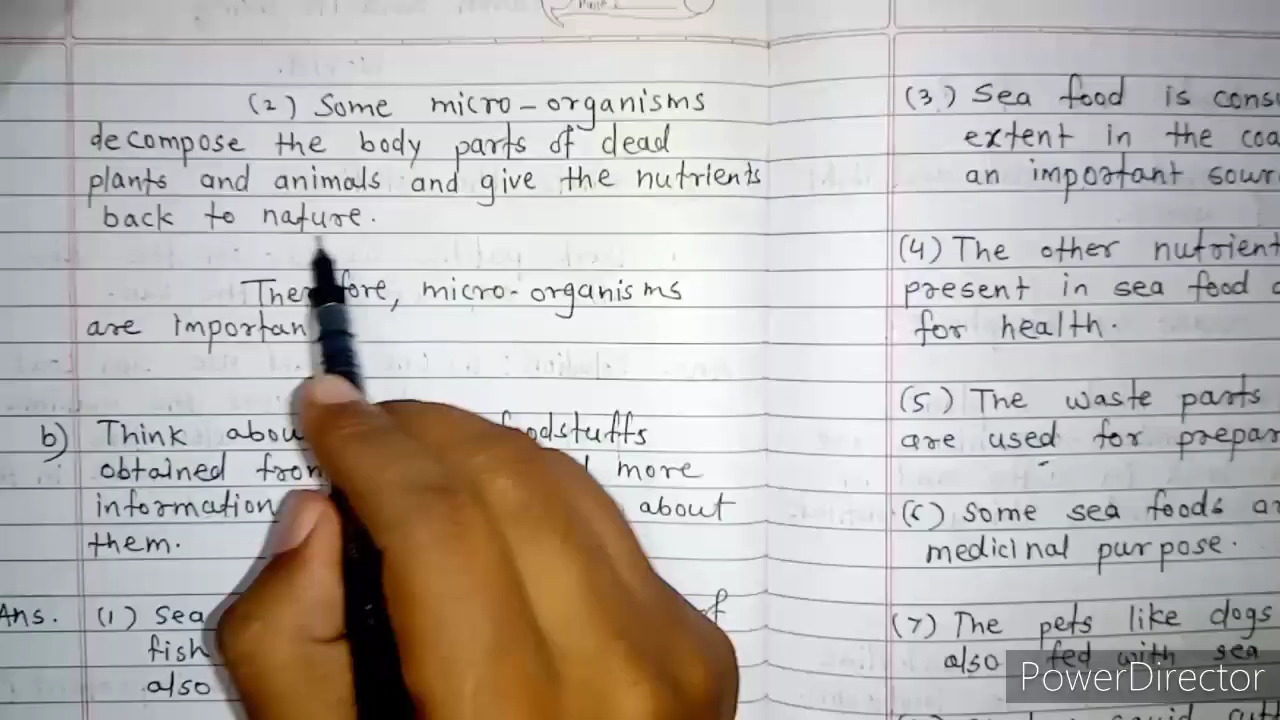 (2) Some micro-organisms
decompose the body parts of dead
plants and animals and give the nutrients
back to nature.
Therefore, micro-organisms
are importan
b) Think abou foodstuffs
obtained from more
information about
them.
Ans. (1) Sea of
fish
also
(3) Sea food is cons
extent in the coa
an important sour
(4) The other nutrient
present in sea food
for health.
(5) The waste parts
are used for prepar
(6) Some sea foods a
medicinal purpose.
(7) The pets like dogs
also fed with sea
PowerDirector